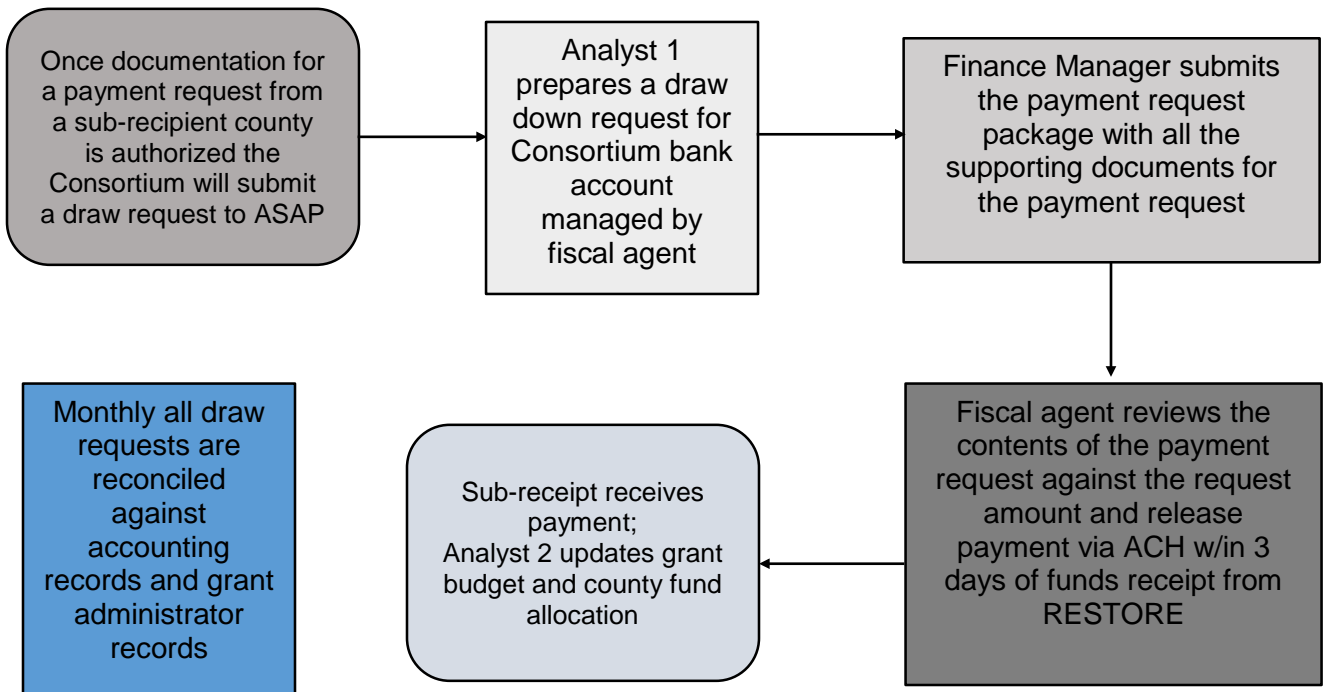 Once documentation for
a payment request from
a sub-recipient county
is authorized the
Consortium will submit
a draw request to ASAP
Analyst 1
prepares a draw
down request for
Consortium bank
account
managed by
fiscal agent
Finance Manager submits
the payment request
package with all the
supporting documents for
the payment request
Fiscal agent reviews the
contents of the payment
request against the request
amount and release
payment via ACH w/in 3
days of funds receipt from
RESTORE
Sub-receipt receives
payment;
Analyst 2 updates grant
budget and county fund
allocation
Monthly all draw
requests are
reconciled
against
accounting
records and grant
administrator
records